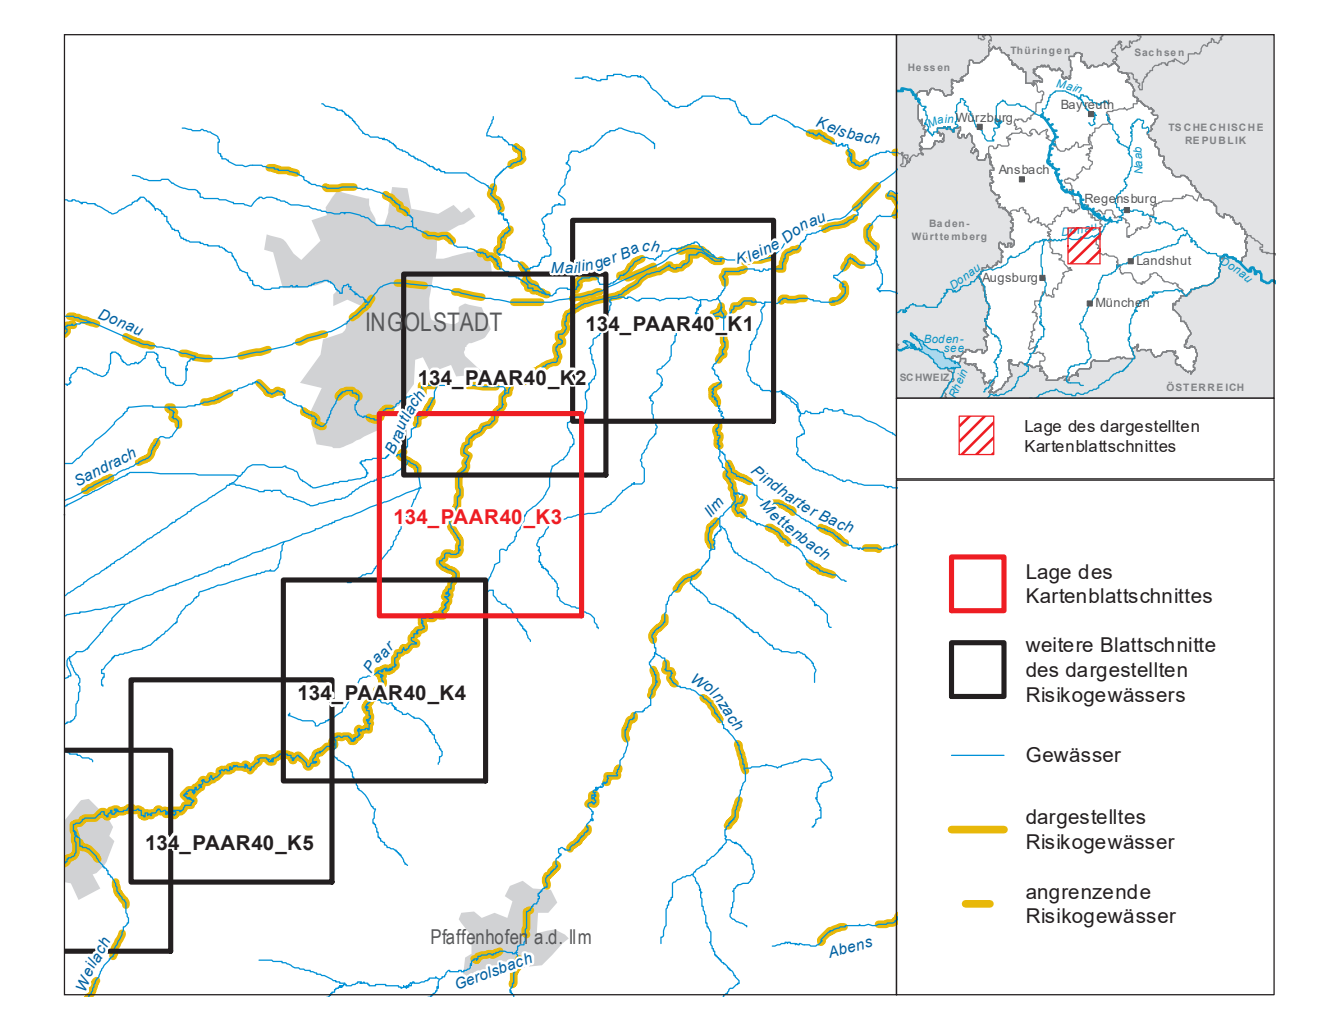 Kelsbach
Mailinger Bach
Kleine Donau
Donau
INGOLSTADT
134_PAAR40_K1
134_PAAR40_K2
Brautlach
Sandrach
134_PAAR40_K3
Pindharter Bach
Ilm
Mettenbach
Paar
134_PAAR40_K4
Wolnzach
134_PAAR40_K5
Pfaffenhofen a.d. Ilm
Weilach
Gerolsbach
Abens
Thüringen
Sachsen
Hessen
Main
Bayreuth
Main
Würzburg
TSCHECHISCHE
REPUBLIK
Naab
Ansbach
Regensburg
Baden-
Württemberg
Donau
Landshut
Donau
Augsburg
Donau
München
Boden-
see
SCHWEIZ
Rhein
ÖSTERREICH
Lage des dargestellten
Kartenblattschnittes
Lage des
Kartenblattschnittes
weitere Blattschnitte
des dargestellten
Risikogewässers
Gewässer
dargestelltes
Risikogewässer
angrenzende
Risikogewässer